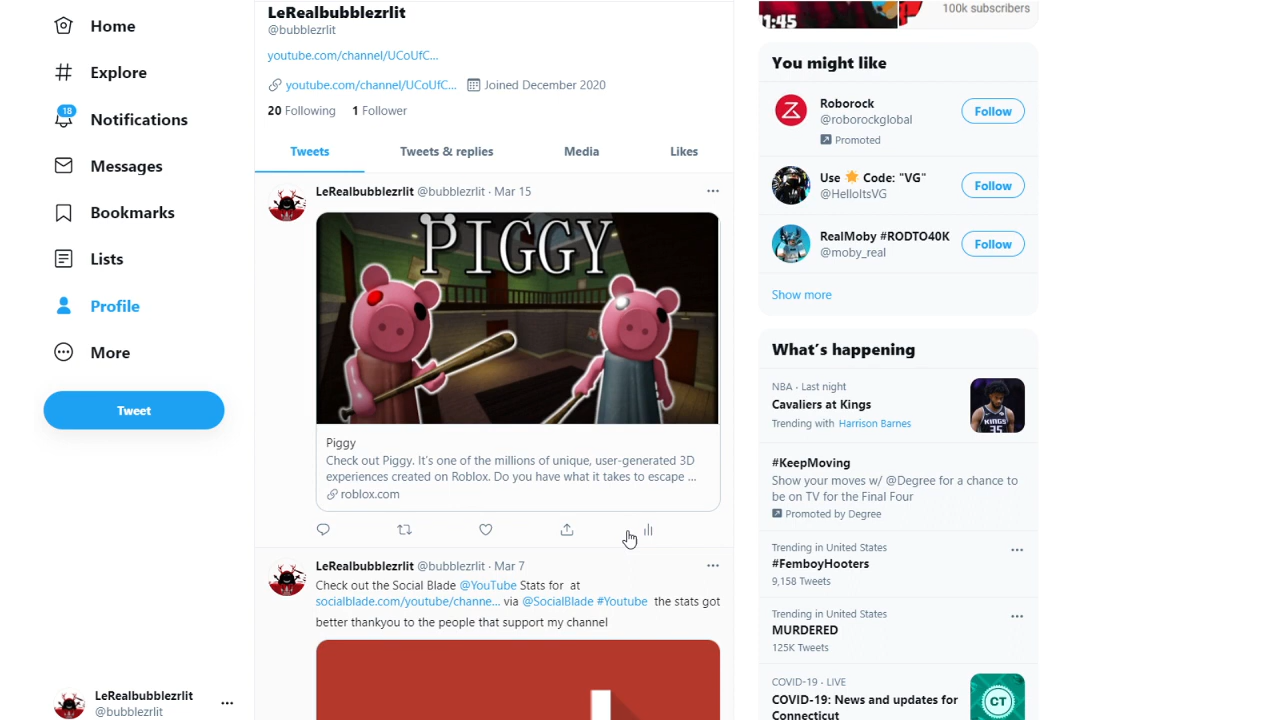 Home
Explore
18
Notifications
Messages
Bookmarks
Lists
Profile
More
Tweet
LeRealbubblezrlit
@bubblezrlit
LeRealbubblezrlit
@bubblezrlit
youtube.com/channel/UCoUfC...
youtube.com/channel/UCoUfC... Joined December 2020
20 Following 1 Follower
Tweets Tweets & replies Media Likes
LeRealbubblezrlit @bubblezrlit · Mar 15
PIGGY
Piggy
Check out Piggy. It's one of the millions of unique, user-generated 3D
experiences created on Roblox. Do you have what it takes to escape ...
roblox.com
LeRealbubblezrlit @bubblezrlit · Mar 7
Check out the Social Blade @YouTube Stats for at
socialblade.com/youtube/channe... via @SocialBlade #Youtube the stats got
better thankyou to the people that support my channel
11:45
100k subscribers
You might like
Roborock
@roborockglobal
Promoted
Follow
Use 🌟 Code: "VG"
@HelloItsVG
Follow
RealMoby #RODTO40K
@moby_real
Follow
Show more
What's happening
NBA · Last night
Cavaliers at Kings
Trending with Harrison Barnes
KINGS
35
#KeepMoving
Show your moves w/ @Degree for a chance to
be on TV for the Final Four
Promoted by Degree
Trending in United States
#FemboyHooters
9,158 Tweets
Trending in United States
MURDERED
125K Tweets
COVID-19 · LIVE
COVID-19: News and updates for
Connecticut
CT